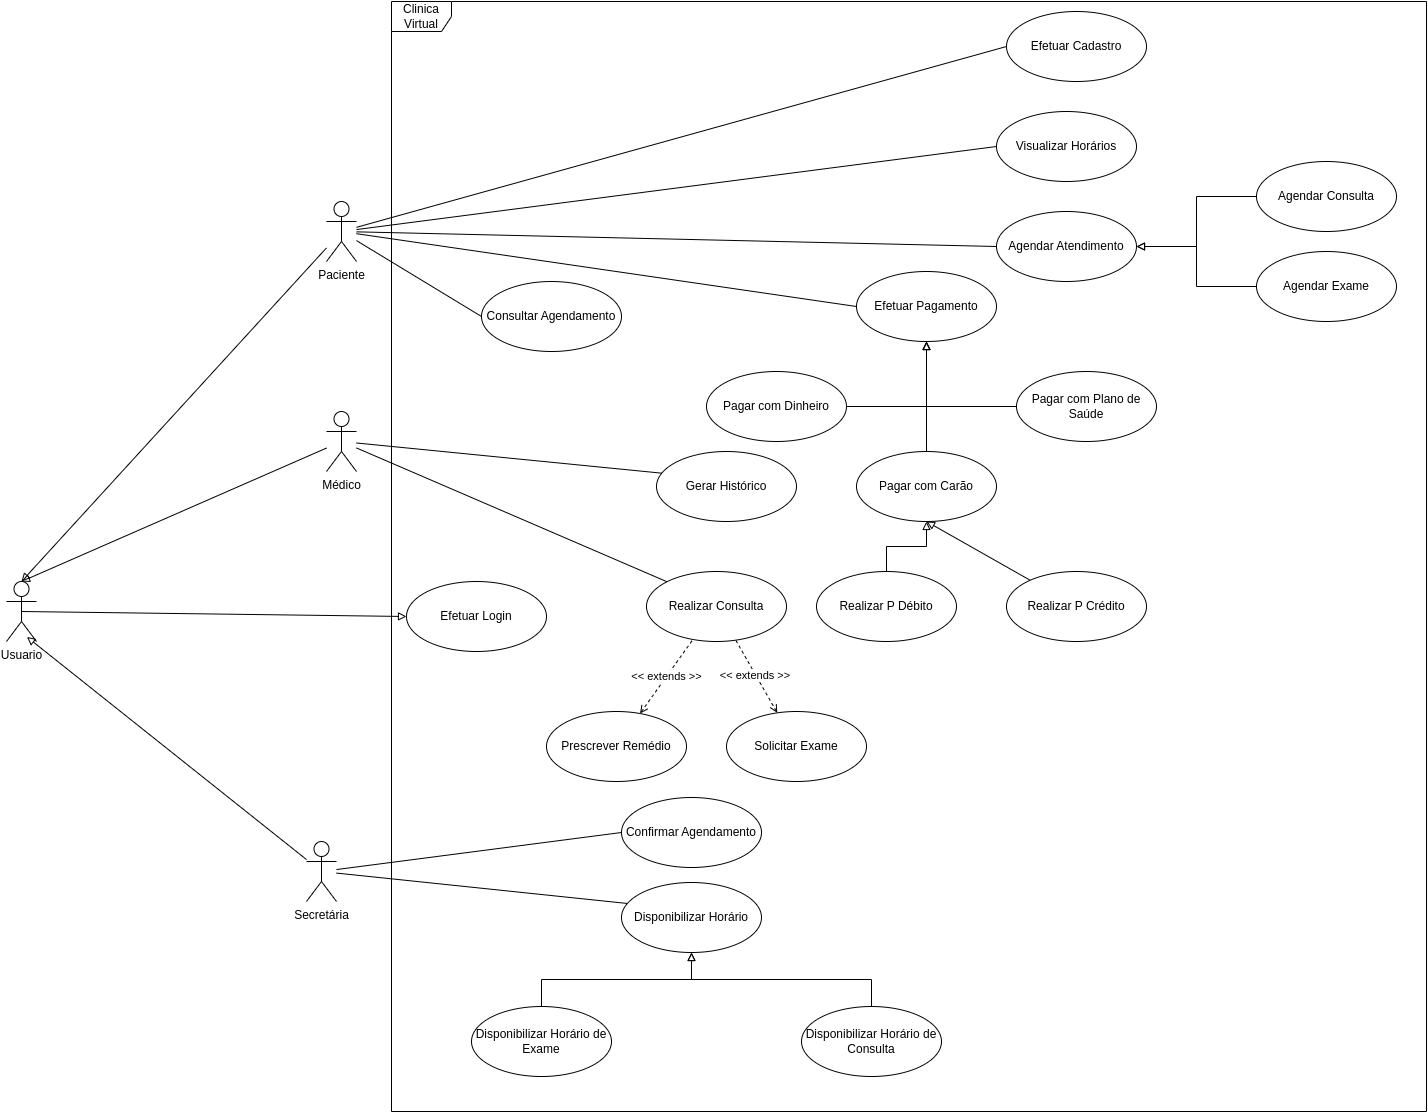 Clinica
Virtual
Efetuar Cadastro
Visualizar Horários
Agendar Consulta
Agendar Atendimento
Paciente
Agendar Exame
Efetuar Pagamento
Consultar Agendamento
Pagar com Dinheiro
Pagar com Plano de
Saúde
Médico
Gerar Histórico
Pagar com Carão
Efetuar Login
Realizar Consulta
Realizar P Débito
Realizar P Crédito
Usuario
<< extends >>
<< extends >>
Prescrever Remédio
Solicitar Exame
Confirmar Agendamento
Secretária
Disponibilizar Horário
Disponibilizar Horário de
Exame
Disponibilizar Horário de
Consulta